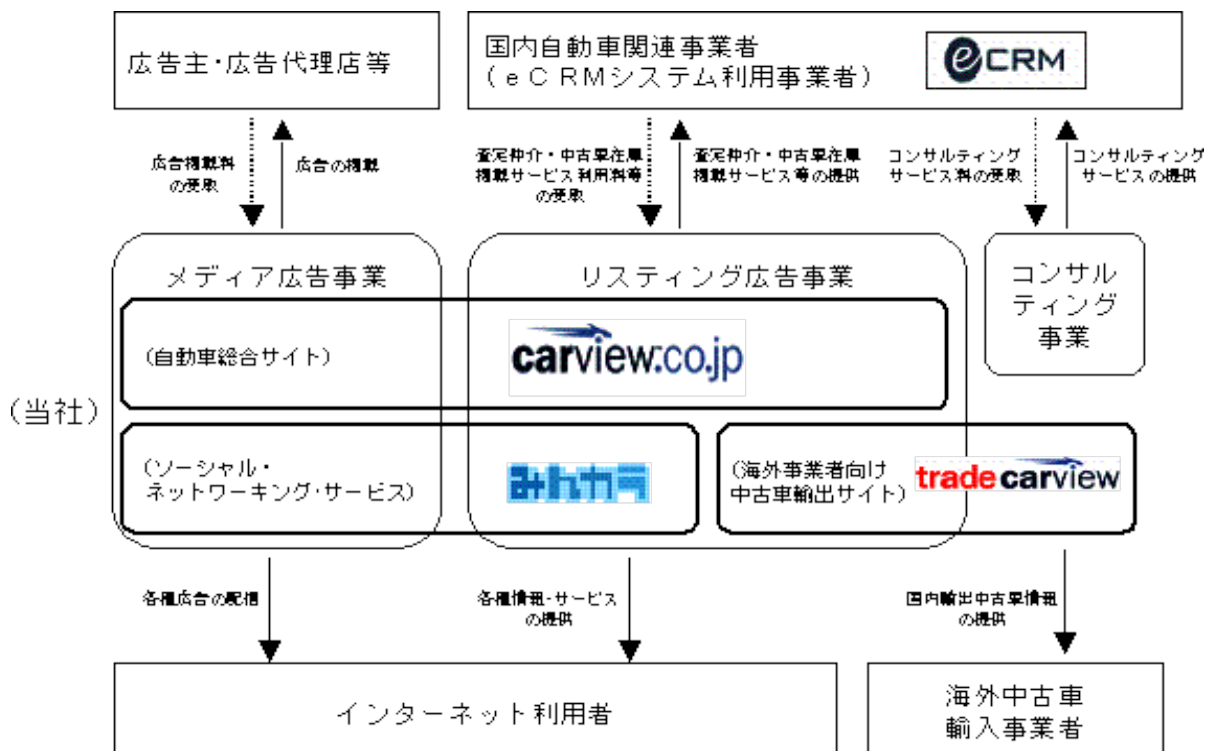 広告主・広告代理店等
国内自動車関連事業者
(eCRMシステム利用事業者)
eCRM
広告掲載料
の受取
広告の掲載
査定仲介・中古車在庫
掲載サービス利用料等
の受取
査定仲介・中古車在庫
掲載サービス等の提供
コンサルティング
サービス料の受取
コンサルティング
サービスの提供
メディア広告事業
リスティング広告事業
コンサル
ティング
事業
(自動車総合サイト)
carview.co.jp
(当社)
(ソーシャル・
ネットワーキング・サービス)
みんカラ
(海外事業者向け
中古車輸出サイト)
trade carview
各種広告の配信
各種情報・サービス
の提供
国内輸出中古車情報
の提供
インターネット利用者
海外中古車
輸入事業者